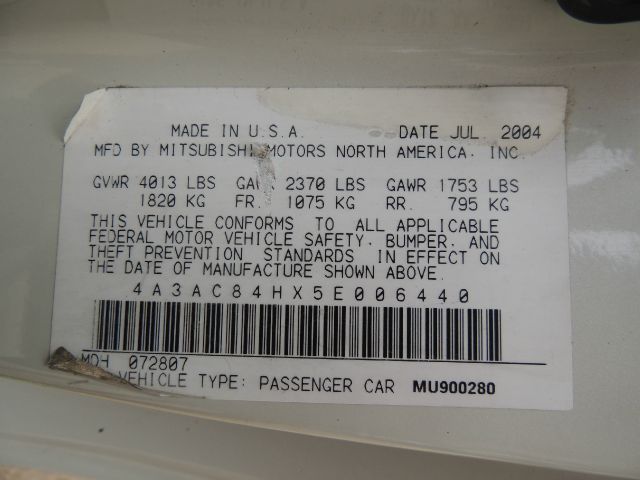 MADE IN U.S.A. DATE JUL. 2004
MFD BY MITSUBISHI MOTORS NORTH AMERICA, INC.
GVWR 4013 LBS GAWR 2370 LBS GAWR 1753 LBS
1820 KG FR. 1075 KG RR. 795 KG
THIS VEHICLE CONFORMS TO ALL APPLICABLE
FEDERAL MOTOR VEHICLE SAFETY, BUMPER, AND
THEFT PREVENTION STANDARDS IN EFFECT ON
THE DATE OF MANUFACTURE SHOWN ABOVE.
4A3AC84HX5E006440
MDH 072807
VEHICLE TYPE: PASSENGER CAR MU900280